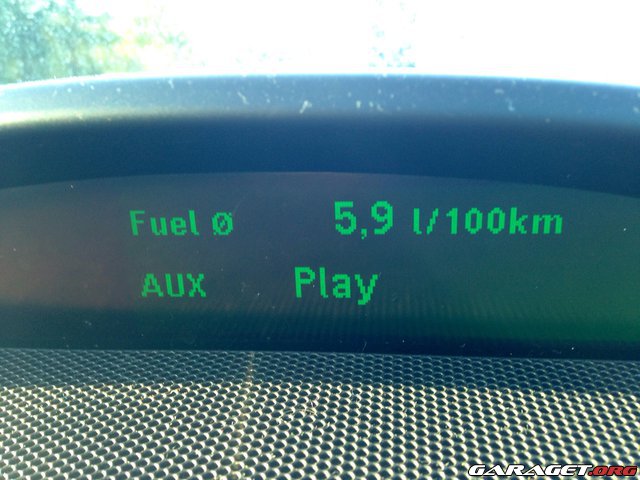 Fuel ø 5,9 l/100km
AUX Play
GARAGET.ORG